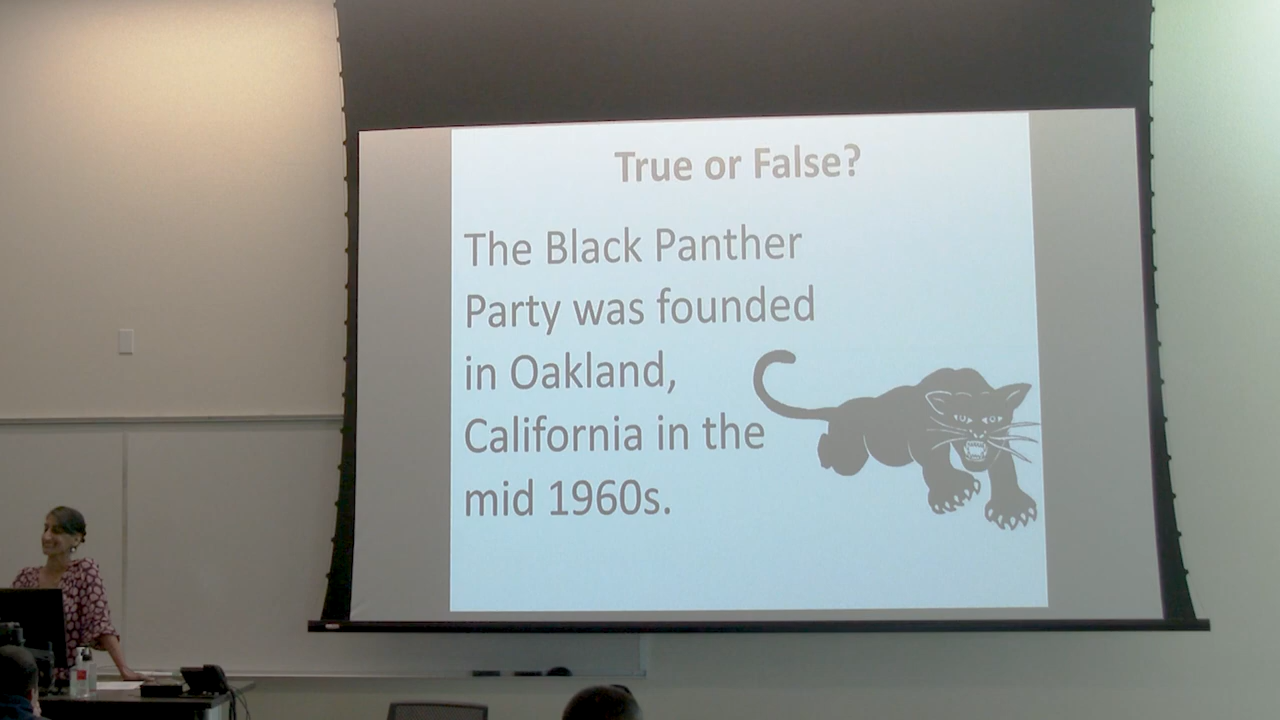 True or False?
The Black Panther
Party was founded
in Oakland,
California in the
mid 1960s.